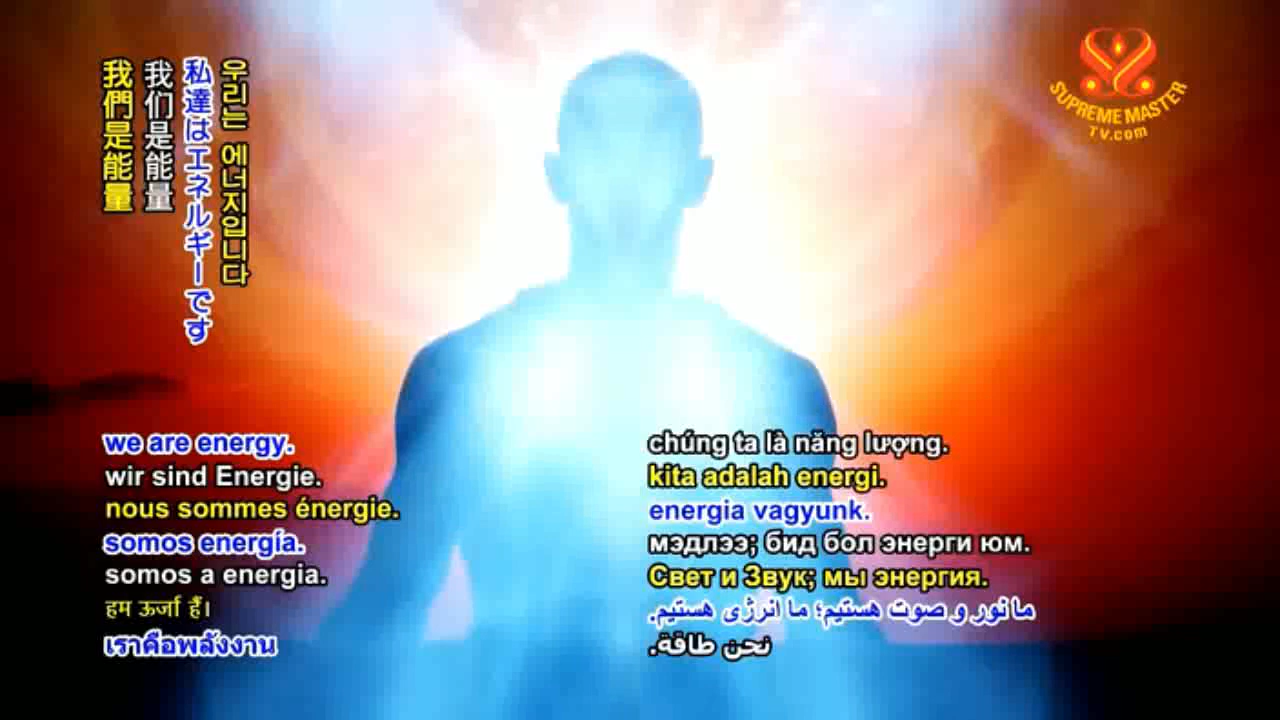 我們是能量
我们是能量
私達はエネルギーです
우리는 에너지입니다
SUPREME MASTER
TV.com
we are energy.
wir sind Energie.
nous sommes énergie.
somos energía.
somos a energia.
हम ऊर्जा हैं।
เราคือพลังงาน
chúng ta là năng lượng.
kita adalah energi.
energia vagyunk.
мэдлээ; бид бол энерги юм.
Свет и Звук; мы энергия.
ما نور و صوت هستیم؛ ما انرژی هستیم.
نحن طاقة.